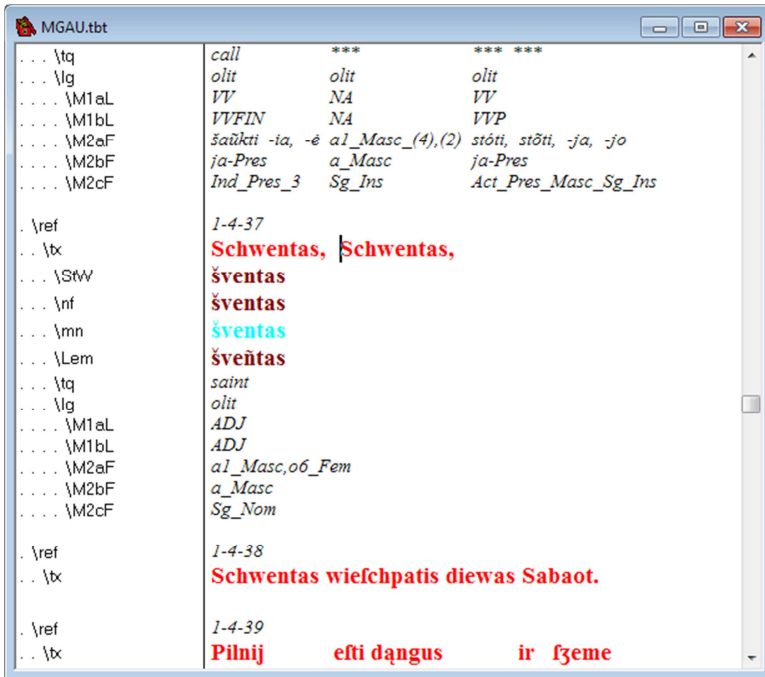 MGAU.tbt
. . . \tq call *** *** ***
. . . \lg olit olit olit
. . . . \M1aL VV NA VV
. . . . \M1bL VVFIN NA VVP
. . . . \M2aF šaũkti -ia, -ė a1_Masc_(4),(2) stóti, stõti, -ja, -jo
. . . . \M2bF ja-Pres a_Masc ja-Pres
. . . . \M2cF Ind_Pres_3 Sg_Ins Act_Pres_Masc_Sg_Ins
. \ref 1-4-37
. . \tx Schwentas, Schwentas,
. . . \StW šventas
. . . \nf šventas
. . . \mn šventas
. . . \Lem šveñtas
. . . \tq saint
. . . \lg olit
. . . . \M1aL ADJ
. . . . \M1bL ADJ
. . . . \M2aF a1_Masc,o6_Fem
. . . . \M2bF a_Masc
. . . . \M2cF Sg_Nom
. \ref 1-4-38
. . \tx Schwentas wieſchpatis diewas Sabaot.
. \ref 1-4-39
. . \tx Pilnij eſti dąngus ir ſʒeme